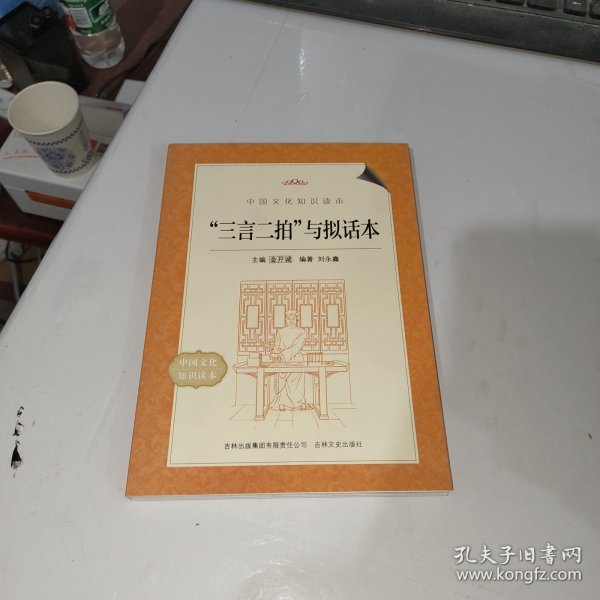 中国文化知识读本
“三言二拍”与拟话本
主编 金开诚 编著 刘永鑫
中国文化
知识读本
吉林出版集团有限责任公司 吉林文史出版社
孔夫子旧书网
www.kongfz.com